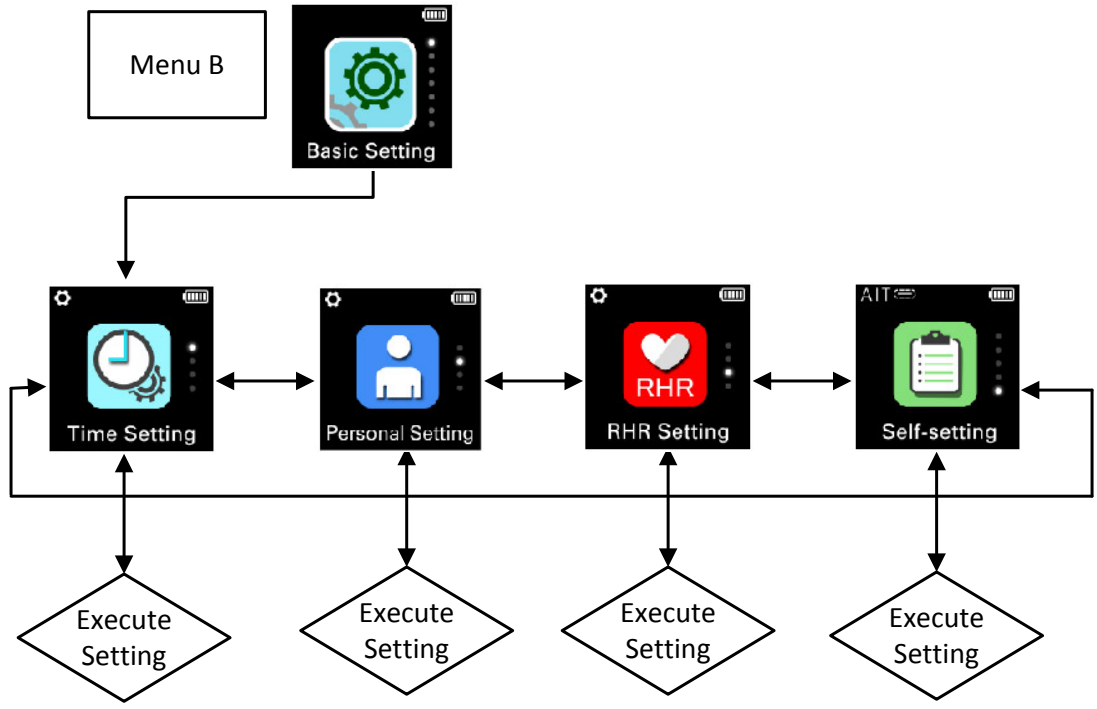 Menu B
Basic Setting
Time Setting
Personal Setting
RHR
RHR Setting
AIT
Self-setting
Execute
Setting
Execute
Setting
Execute
Setting
Execute
Setting